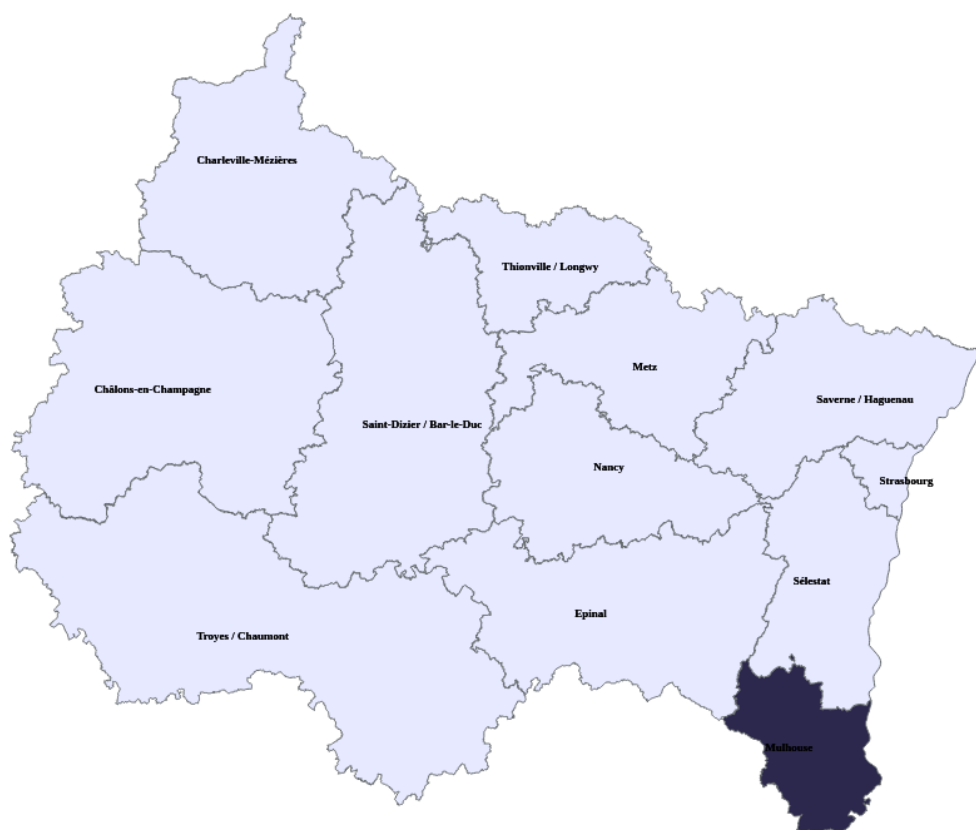 Charleville-Mézières
Thionville / Longwy
Metz
Châlons-en-Champagne
Saverne / Haguenau
Saint-Dizier / Bar-le-Duc
Nancy
Strasbourg
Sélestat
Epinal
Troyes / Chaumont
Mulhouse